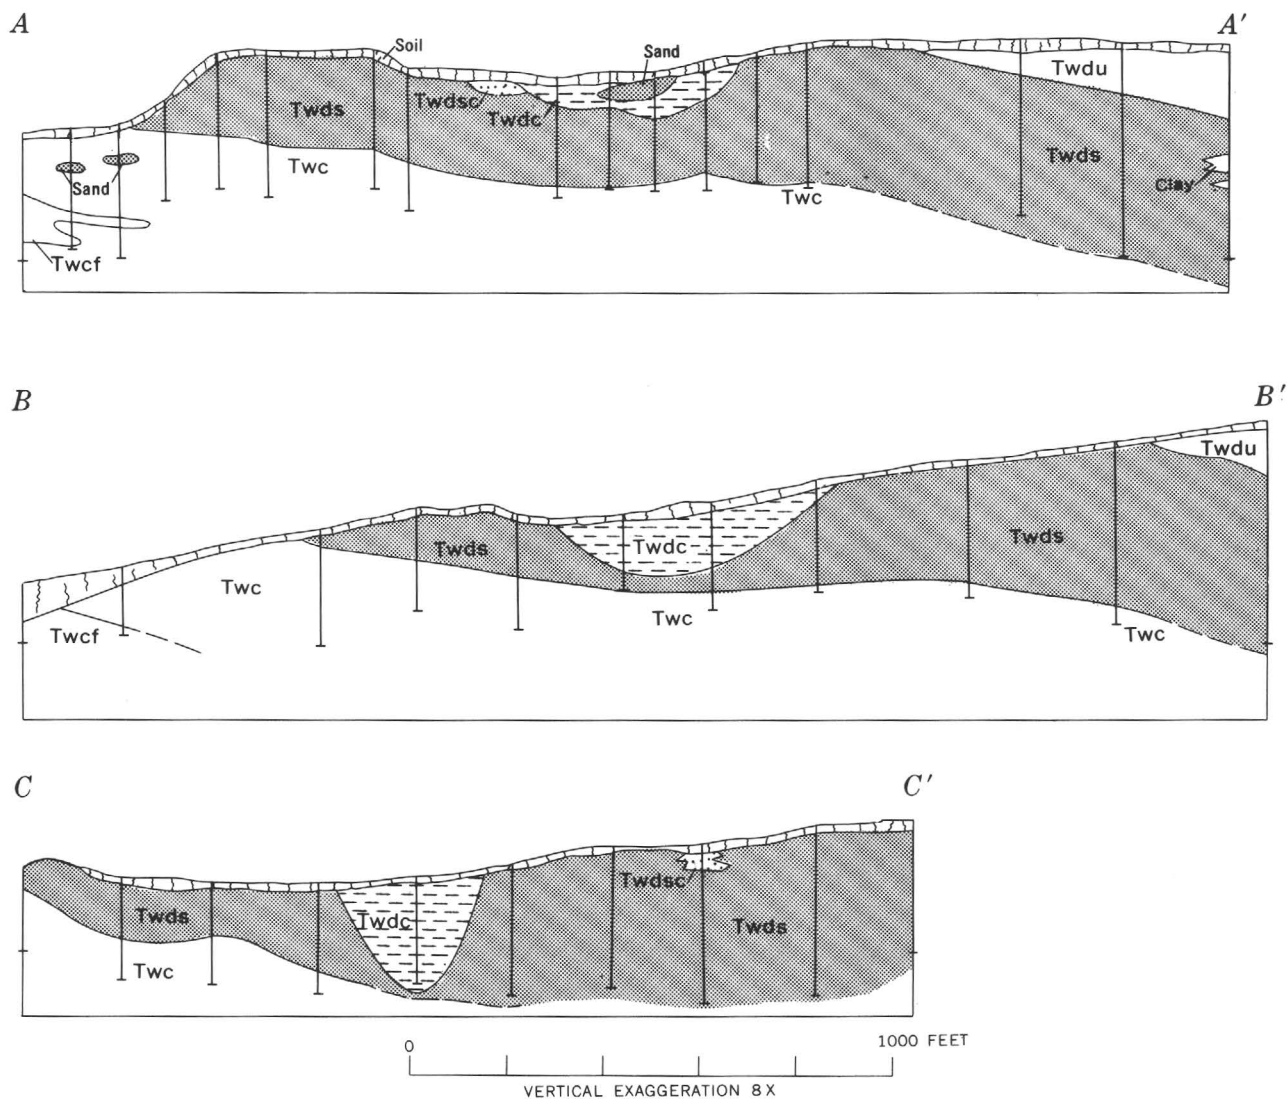 A A'
Soil
Sand
Twdu
Twdsc
Twds
Twdc
Twds
Twc
Sand
Clay
Twc
Twcf
B B'
Twdu
Twds
Twdc
Twds
Twc
Twc
Twcf
Twc
C C'
Twdsc
Twds
Twdc
Twds
Twc
0 1000 FEET
VERTICAL EXAGGERATION 8X